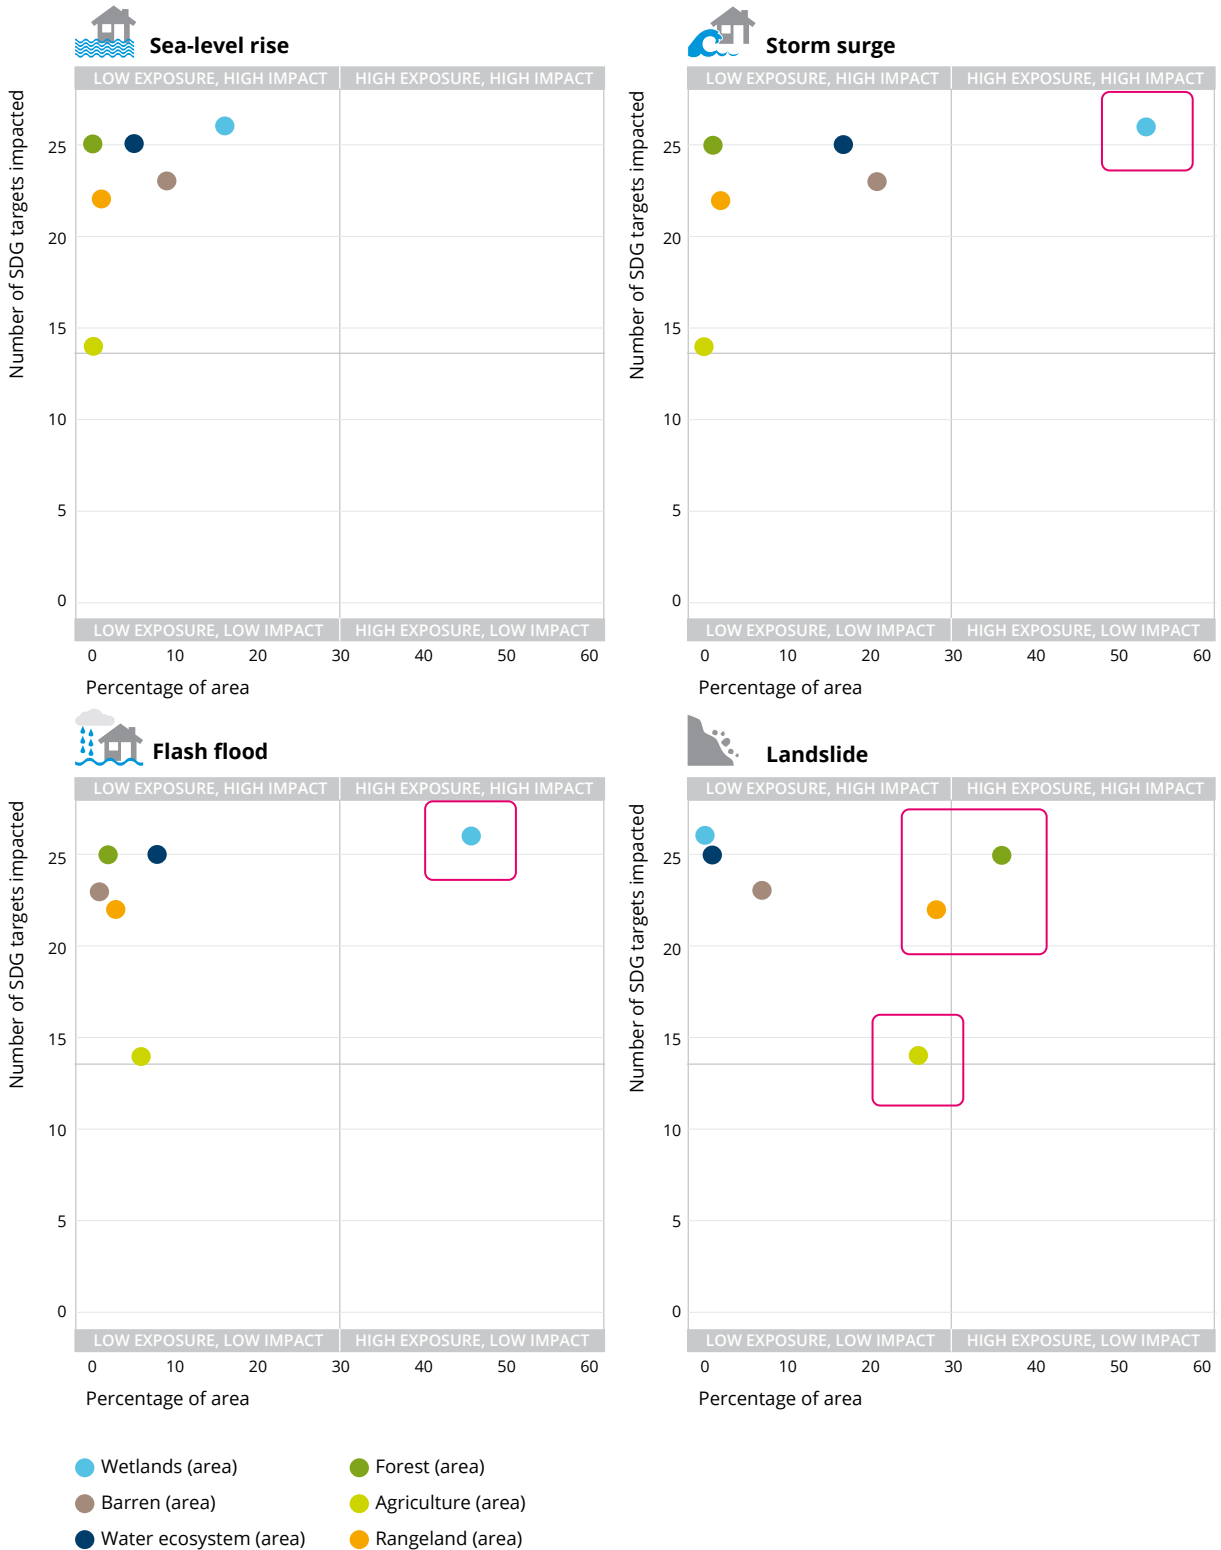 Sea-level rise
LOW EXPOSURE, HIGH IMPACT
HIGH EXPOSURE, HIGH IMPACT
Number of SDG targets impacted
25
20
15
10
5
0
LOW EXPOSURE, LOW IMPACT
HIGH EXPOSURE, LOW IMPACT
0 10 20 30 40 50 60
Percentage of area
Storm surge
LOW EXPOSURE, HIGH IMPACT
HIGH EXPOSURE, HIGH IMPACT
Number of SDG targets impacted
25
20
15
10
5
0
LOW EXPOSURE, LOW IMPACT
HIGH EXPOSURE, LOW IMPACT
0 10 20 30 40 50 60
Percentage of area
Flash flood
LOW EXPOSURE, HIGH IMPACT
HIGH EXPOSURE, HIGH IMPACT
Number of SDG targets impacted
25
20
15
10
5
0
LOW EXPOSURE, LOW IMPACT
HIGH EXPOSURE, LOW IMPACT
0 10 20 30 40 50 60
Percentage of area
Landslide
LOW EXPOSURE, HIGH IMPACT
HIGH EXPOSURE, HIGH IMPACT
Number of SDG targets impacted
25
20
15
10
5
0
LOW EXPOSURE, LOW IMPACT
HIGH EXPOSURE, LOW IMPACT
0 10 20 30 40 50 60
Percentage of area
Wetlands (area)
Barren (area)
Water ecosystem (area)
Forest (area)
Agriculture (area)
Rangeland (area)